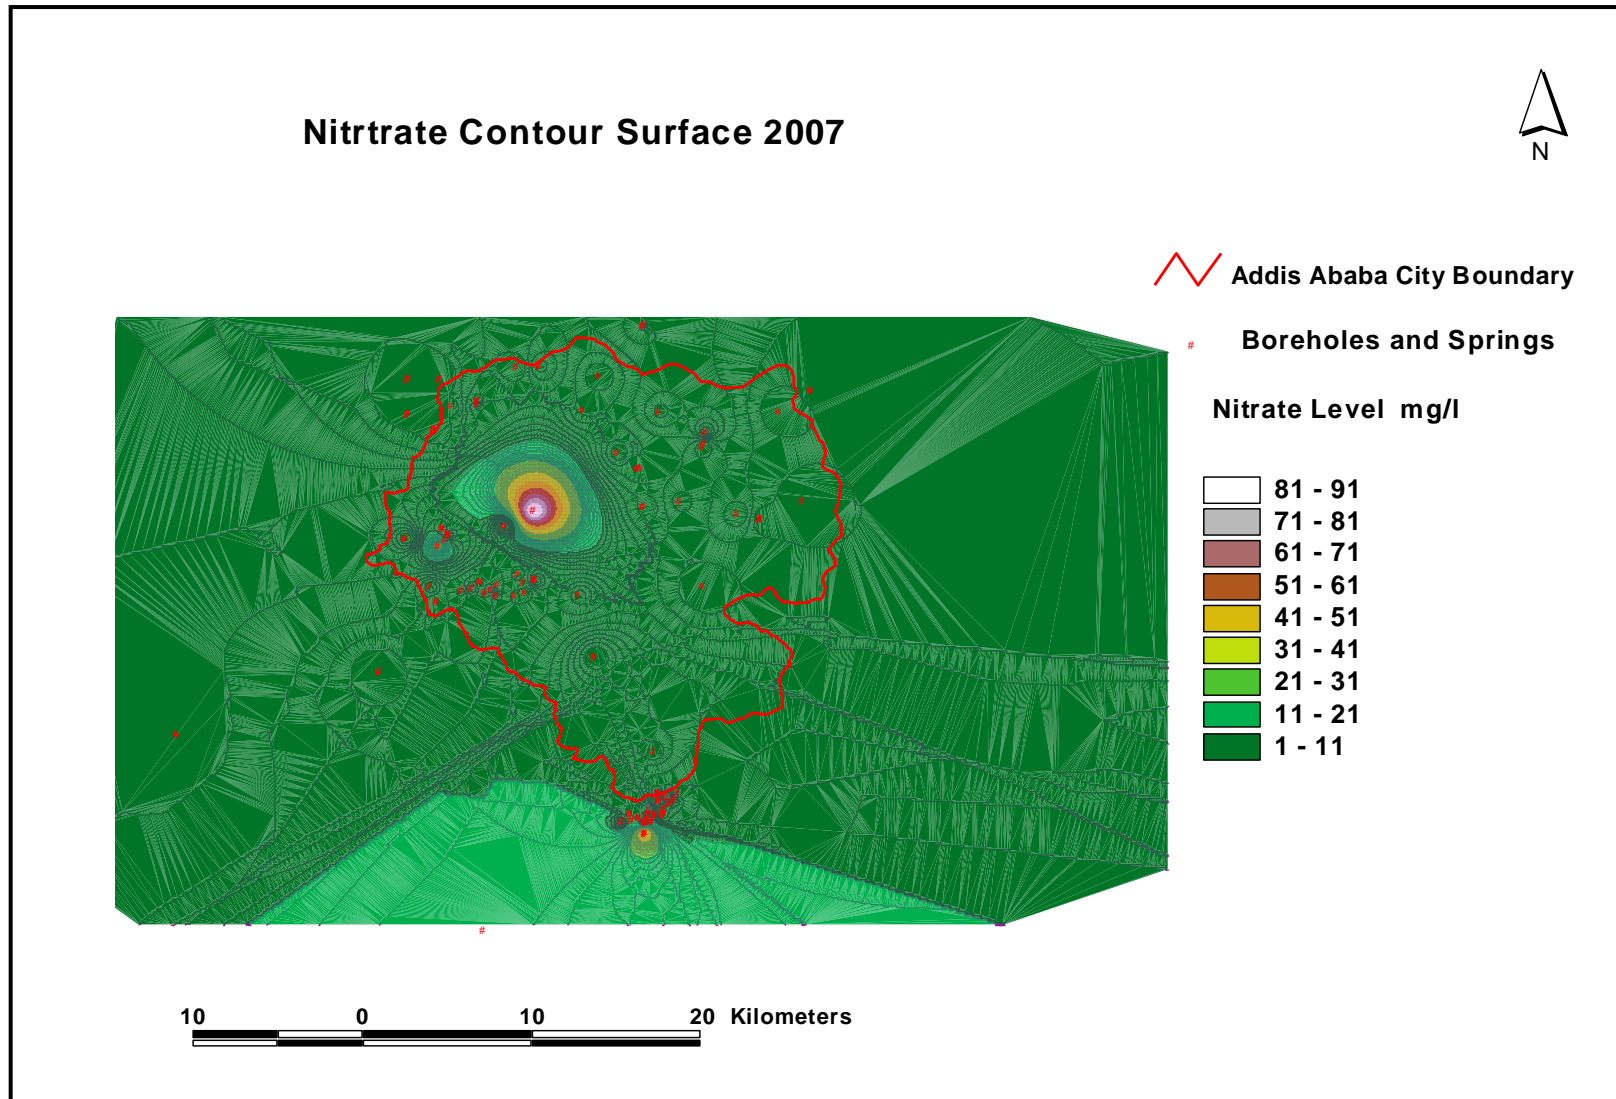 Nitrtrate Contour Surface 2007
N
Addis Ababa City Boundary
# Boreholes and Springs
Nitrate Level mg/l
81 - 91
71 - 81
61 - 71
51 - 61
41 - 51
31 - 41
21 - 31
11 - 21
1 - 11
10 0 10 20 Kilometers